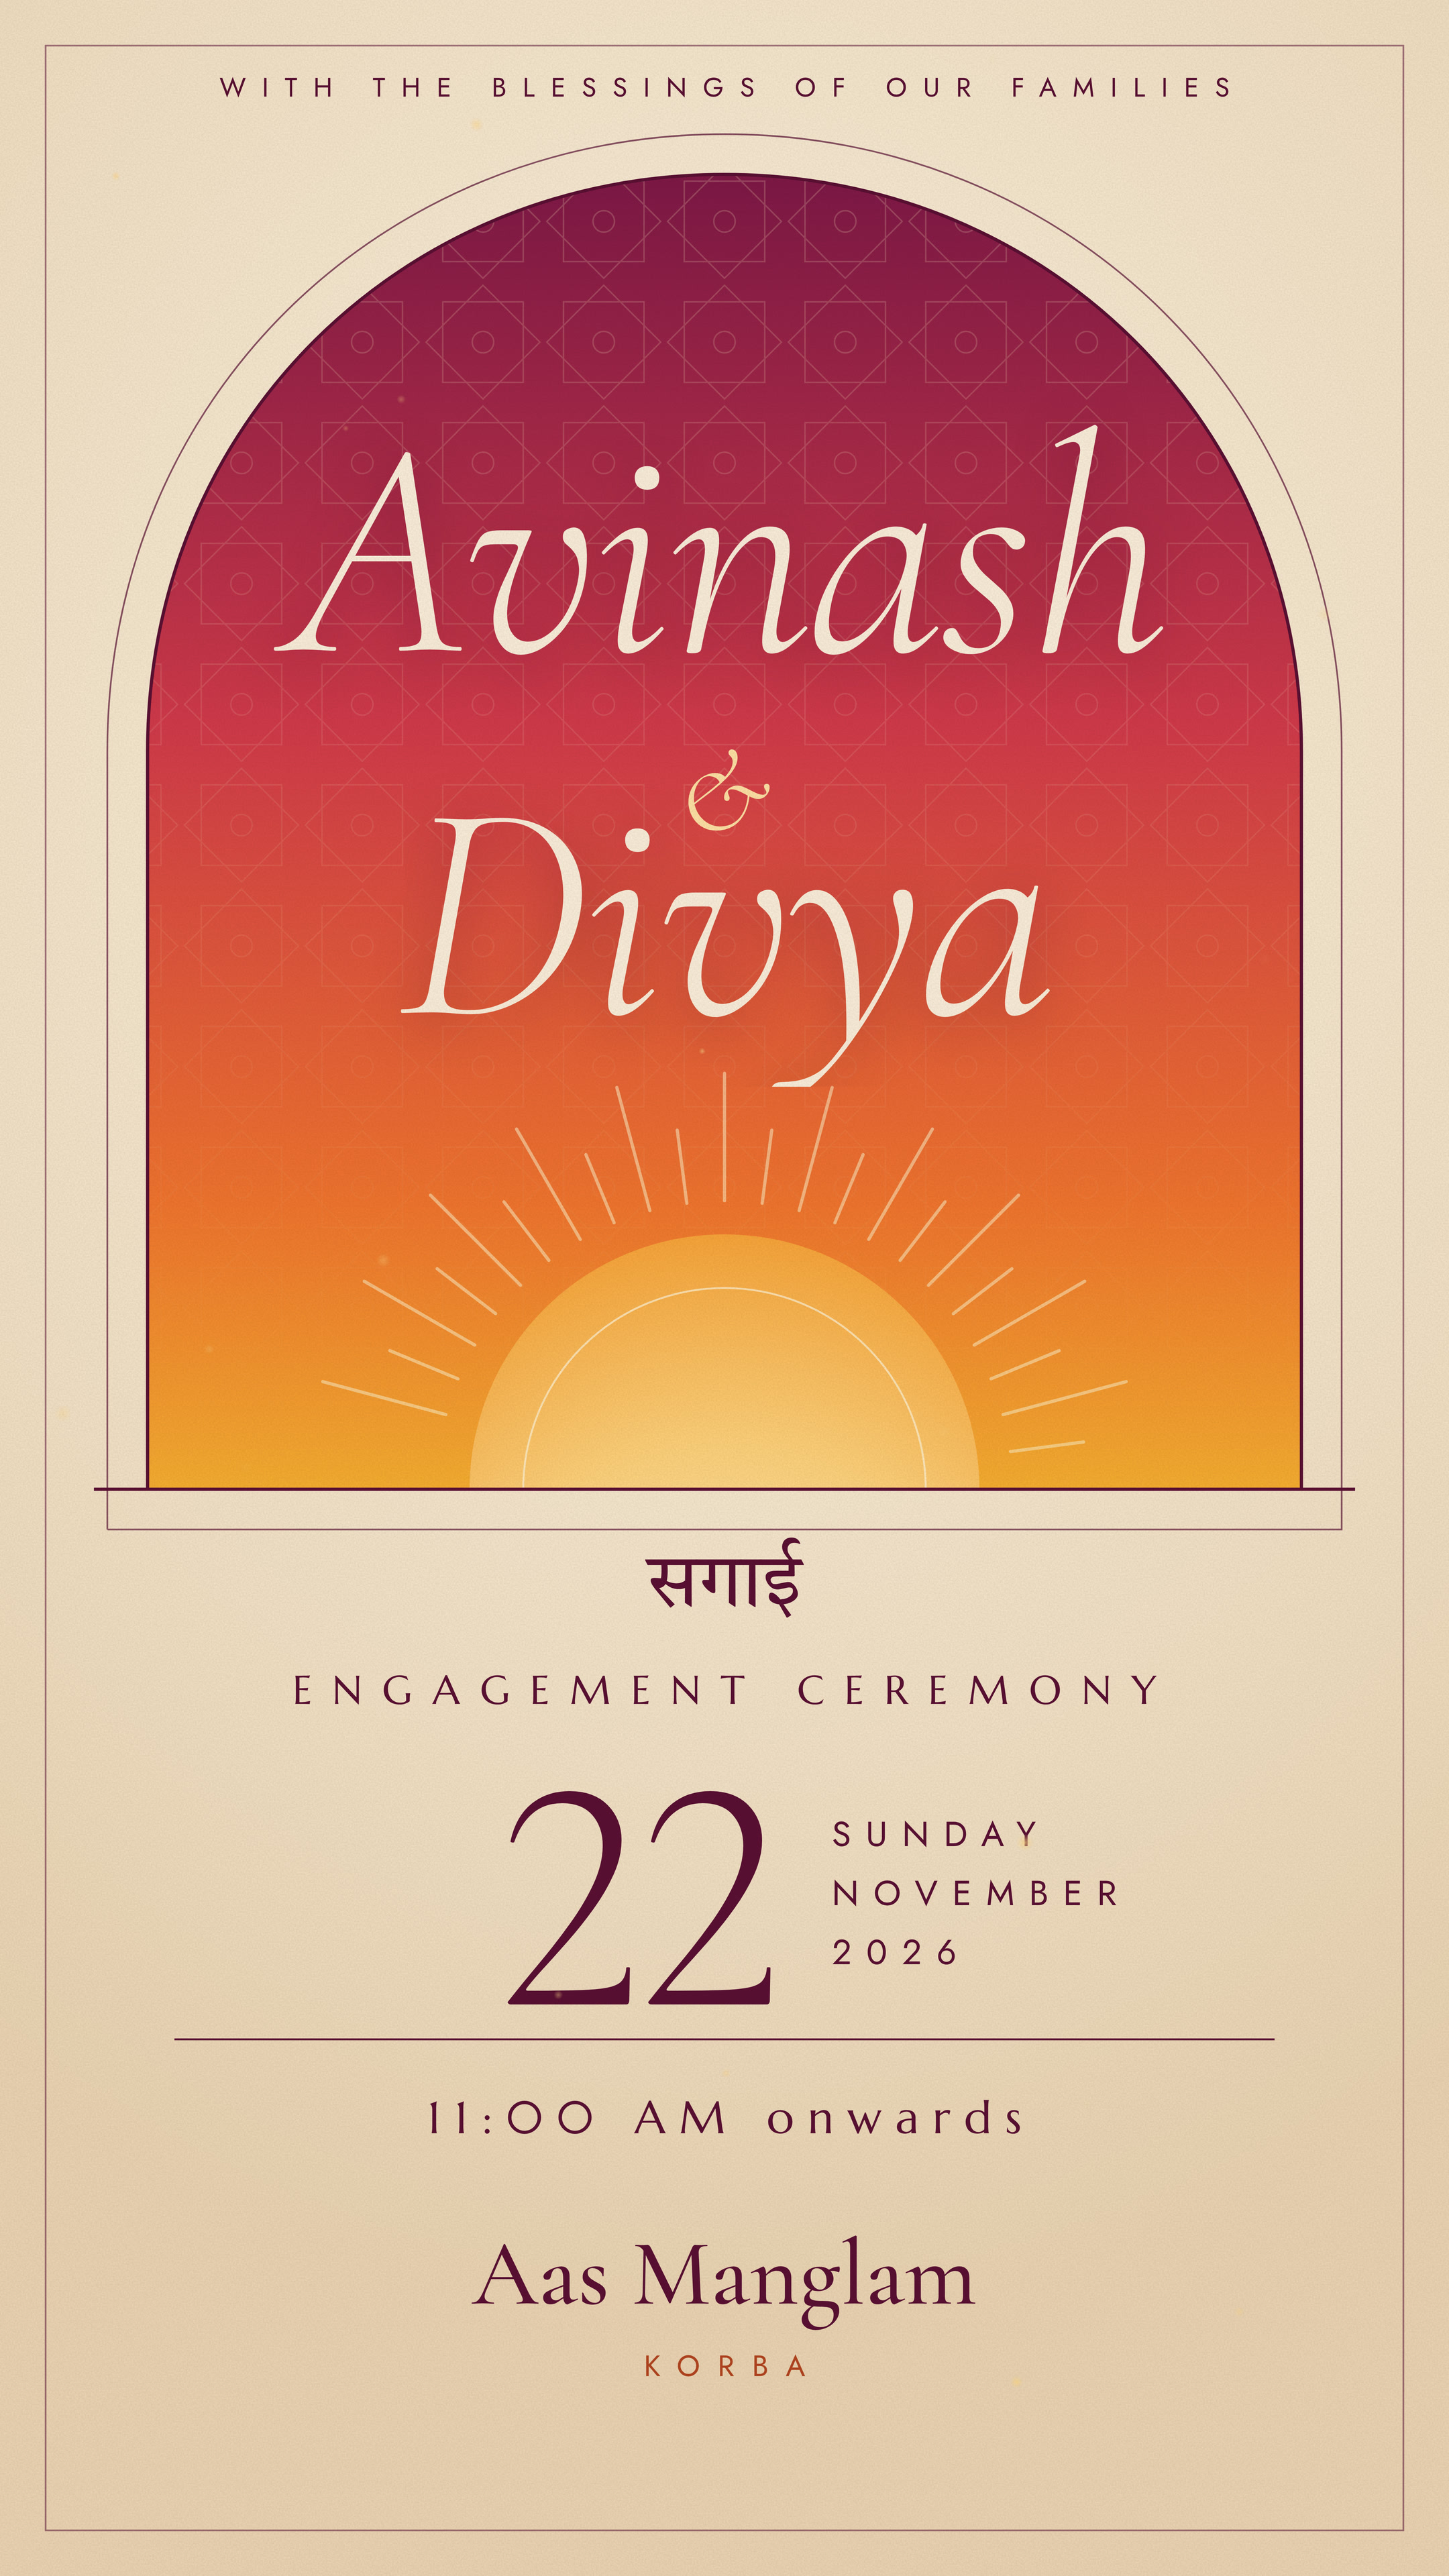 WITH THE BLESSINGS OF OUR FAMILIES
Avinash
&
Divya
सगाई
ENGAGEMENT CEREMONY
22
SUNDAY
NOVEMBER
2026
11:00 AM onwards
Aas Manglam
KORBA